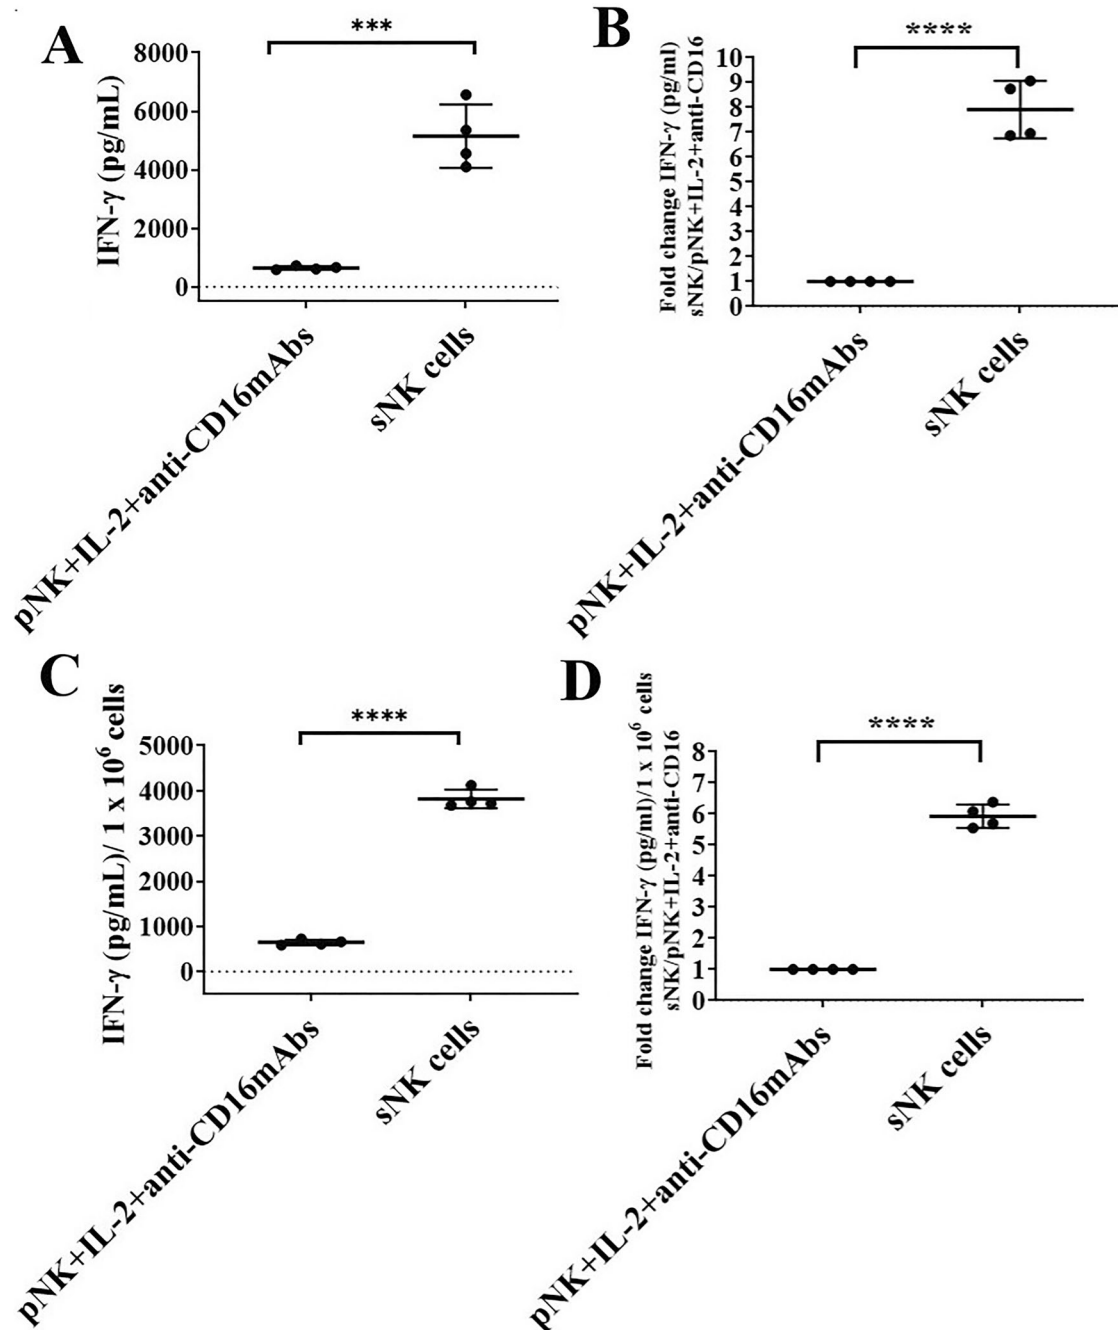 A
***
IFN-γ (pg/mL)
8000
6000
4000
2000
0
pNK+IL-2+anti-CD16mAbs
sNK cells
B
****
Fold change IFN-γ (pg/ml)
sNK/pNK+IL-2+anti-CD16
10
9
8
7
6
5
4
3
2
1
0
pNK+IL-2+anti-CD16mAbs
sNK cells
C
****
IFN-γ (pg/mL)/ 1 x 10⁶ cells
5000
4000
3000
2000
1000
0
pNK+IL-2+anti-CD16mAbs
sNK cells
D
****
Fold change IFN-γ (pg/ml)/1 x 10⁶ cells
sNK/pNK+IL-2+anti-CD16
8
7
6
5
4
3
2
1
0
pNK+IL-2+anti-CD16mAbs
sNK cells